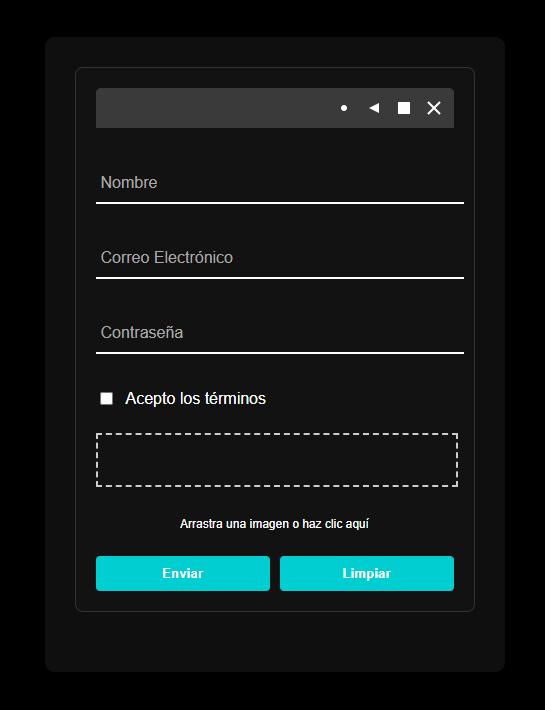 Nombre
Correo Electrónico
Contraseña
Acepto los términos
Arrastra una imagen o haz clic aquí
Enviar
Limpiar